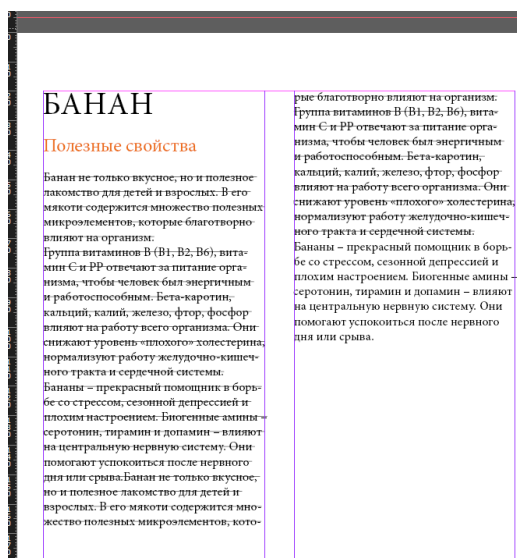 БАНАН
Полезные свойства
Банан не только вкусное, но и полезное
лакомство для детей и взрослых. В его
мякоти содержится множество полезных
микроэлементов, которые благотворно
влияют на организм.
Группа витаминов B (B1, B2, B6), вита-
мин C и PP отвечают за питание орга-
низма, чтобы человек был энергичным
и работоспособным. Бета-каротин,
кальций, калий, железо, фтор, фосфор
влияют на работу всего организма. Они
снижают уровень «плохого» холестерина,
нормализуют работу желудочно-кишеч-
ного тракта и сердечной системы.
Бананы – прекрасный помощник в борь-
бе со стрессом, сезонной депрессией и
плохим настроением. Биогенные амины –
серотонин, тирамин и допамин – влияют
на центральную нервную систему. Они
помогают успокоиться после нервного
дня или срыва.Банан не только вкусное,
но и полезное лакомство для детей и
взрослых. В его мякоти содержится мно-
жество полезных микроэлементов, кото-
рые благотворно влияют на организм.
Группа витаминов B (B1, B2, B6), вита-
мин C и PP отвечают за питание орга-
низма, чтобы человек был энергичным
и работоспособным. Бета-каротин,
кальций, калий, железо, фтор, фосфор
влияют на работу всего организма. Они
снижают уровень «плохого» холестерина,
нормализуют работу желудочно-кишеч-
ного тракта и сердечной системы.
Бананы – прекрасный помощник в борь-
бе со стрессом, сезонной депрессией и
плохим настроением. Биогенные амины –
серотонин, тирамин и допамин – влияют
на центральную нервную систему. Они
помогают успокоиться после нервного
дня или срыва.